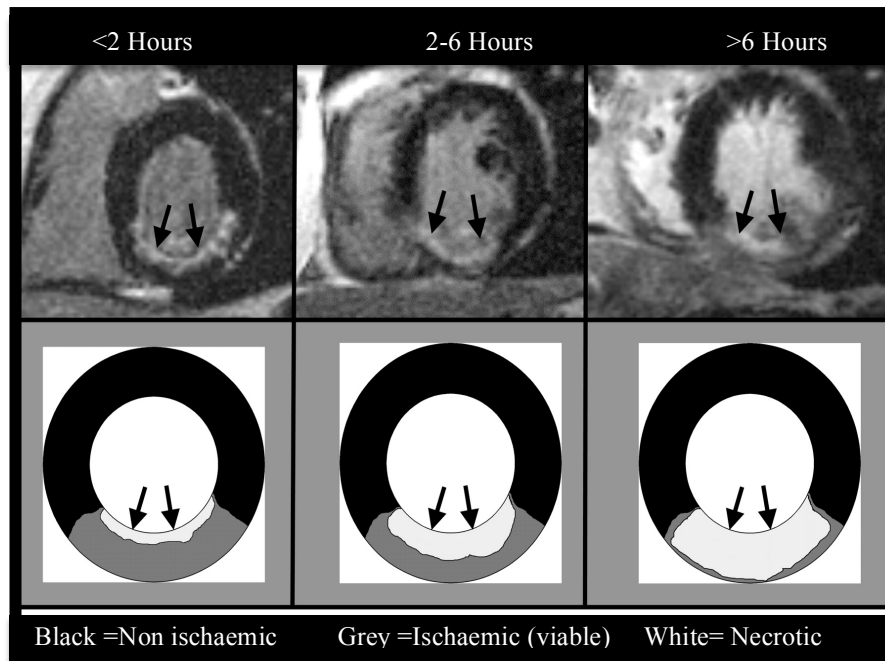 <2 Hours 2-6 Hours >6 Hours
Black =Non ischaemic Grey =Ischaemic (viable) White= Necrotic